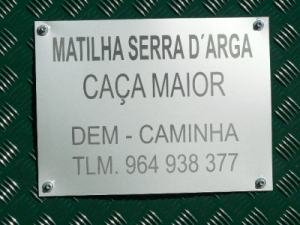 MATILHA SERRA D´ARGA
CAÇA MAIOR
DEM - CAMINHA
TLM. 964 938 377